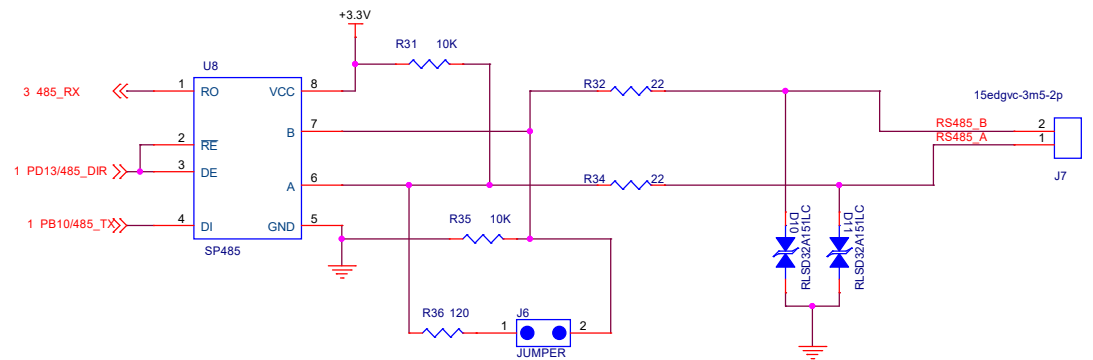 +3.3V
R31 10K
U8
3 485_RX
1 RO VCC 8
R32 22
15edgvc-3m5-2p
B 7
RS485_B 2
2 RE
RS485_A 1
1 PD13/485_DIR
3 DE
A 6
R34 22
J7
1 PB10/485_TX
4 DI GND 5
R35 10K
SP485
D10
RLSD32A151LC
D11
RLSD32A151LC
R36 120
J6
1 2
JUMPER